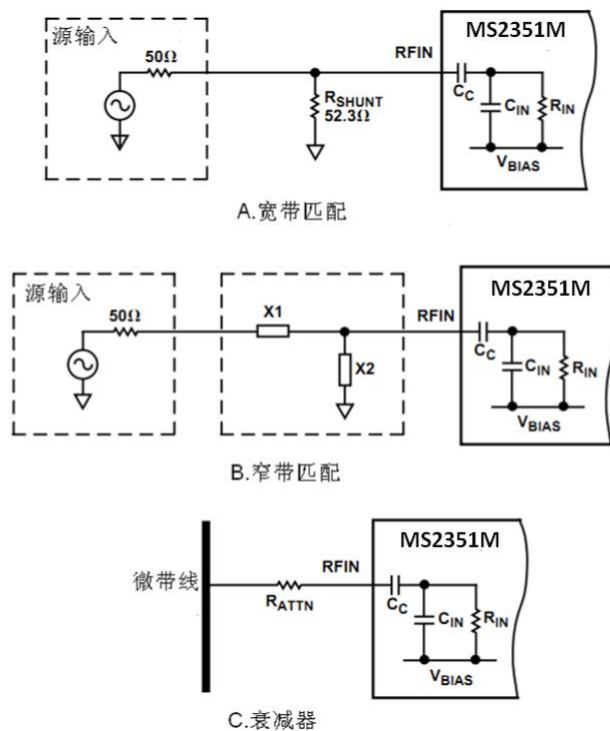 源输入
50Ω
RFIN
MS2351M
RSHUNT
52.3Ω
CC
CIN
RIN
VBIAS
A.宽带匹配
源输入
50Ω
X1
X2
RFIN
MS2351M
CC
CIN
RIN
VBIAS
B.窄带匹配
微带线
RATTN
RFIN
MS2351M
CC
CIN
RIN
VBIAS
C.衰减器